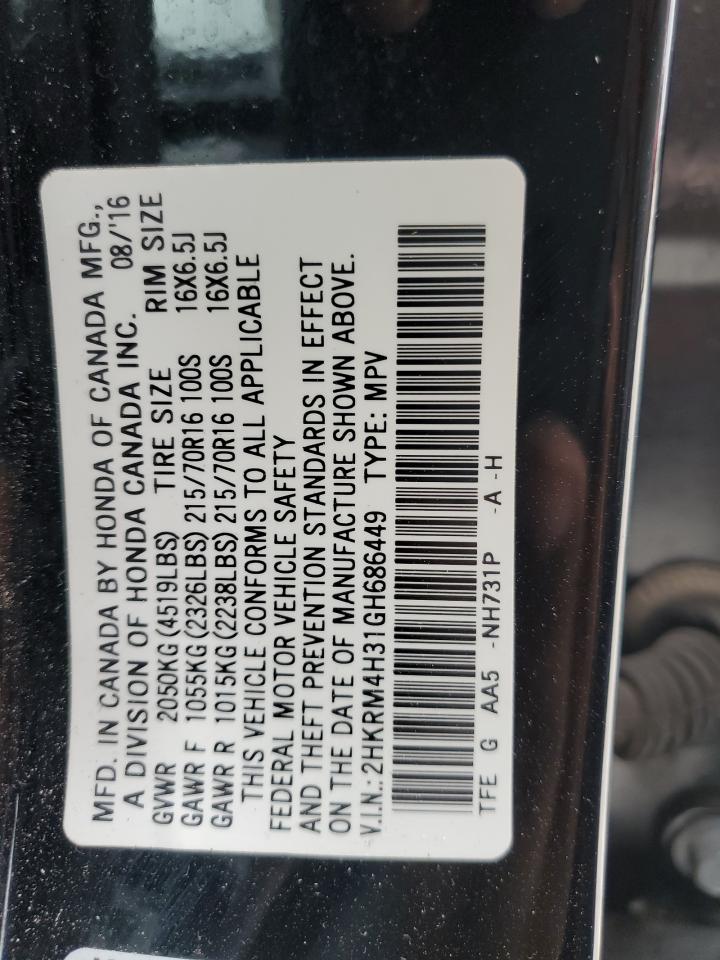 MFD. IN CANADA BY HONDA OF CANADA MFG.,
A DIVISION OF HONDA CANADA INC. 08/'16
GVWR 2050KG(4519LBS) TIRE SIZE RIM SIZE
GAWR F 1055KG(2326LBS) 215/70R16 100S 16X6.5J
GAWR R 1015KG(2238LBS) 215/70R16 100S 16X6.5J
THIS VEHICLE CONFORMS TO ALL APPLICABLE
FEDERAL MOTOR VEHICLE SAFETY
AND THEFT PREVENTION STANDARDS IN EFFECT
ON THE DATE OF MANUFACTURE SHOWN ABOVE.
V.I.N.: 2HKRM4H31GH686449 TYPE: MPV
TFE G AA5 -NH731P -A -H